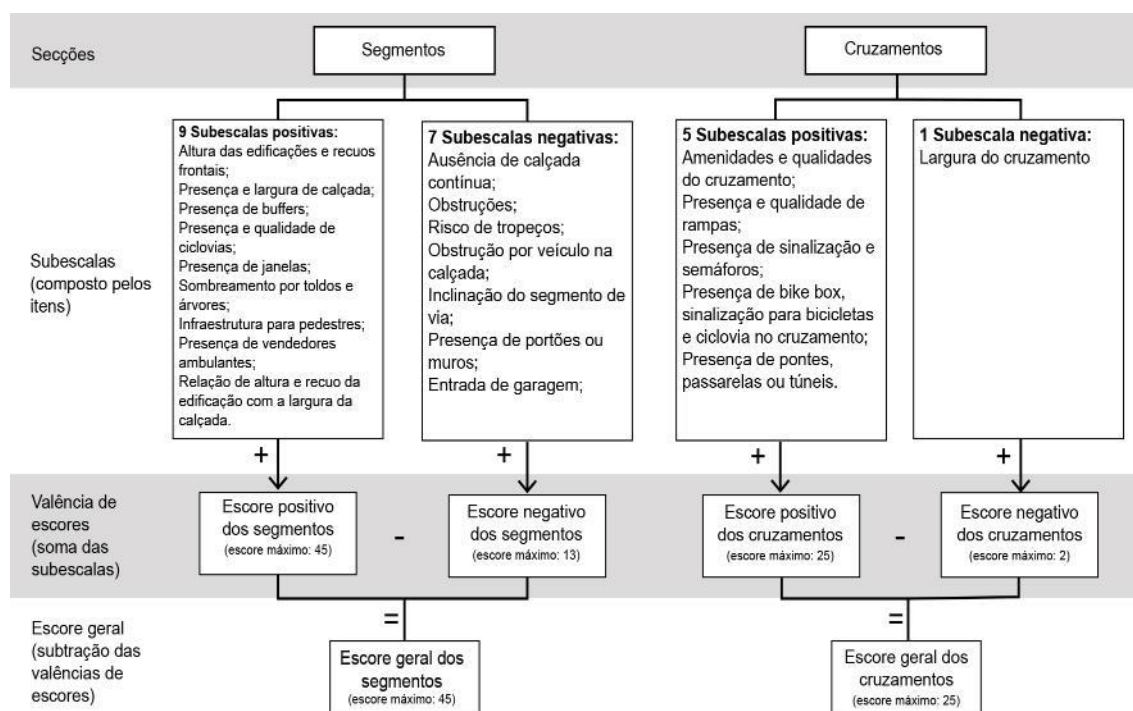 Secções
Segmentos
Cruzamentos
Subescalas
(composto pelos
itens)
9 Subescalas positivas:
Altura das edificações e recuos
frontais;
Presença e largura de calçada;
Presença de buffers;
Presença e qualidade de
ciclovias;
Presença de janelas;
Sombreamento por toldos e
árvores;
Infraestrutura para pedestres;
Presença de vendedores
ambulantes;
Relação de altura e recuo da
edificação com a largura da
calçada.
7 Subescalas negativas:
Ausência de calçada
contínua;
Obstruções;
Risco de tropeços;
Obstrução por veículo na
calçada;
Inclinação do segmento de
via;
Presença de portões ou
muros;
Entrada de garagem;
5 Subescalas positivas:
Amenidades e qualidades
do cruzamento;
Presença e qualidade de
rampas;
Presença de sinalização e
semáforos;
Presença de bike box,
sinalização para bicicletas
e ciclovia no cruzamento;
Presença de pontes,
passarelas ou túneis.
1 Subescala negativa:
Largura do cruzamento
+
+
+
+
Valência de
escores
(soma das
subescalas)
Escore positivo
dos segmentos
(escore máximo: 45)
-
Escore negativo
dos segmentos
(escore máximo: 13)
Escore positivo
dos cruzamentos
(escore máximo: 25)
-
Escore negativo
dos cruzamentos
(escore máximo: 2)
=
=
Escore geral
(subtração das
valências de
escores)
Escore geral dos
segmentos
(escore máximo: 45)
Escore geral dos
cruzamentos
(escore máximo: 25)